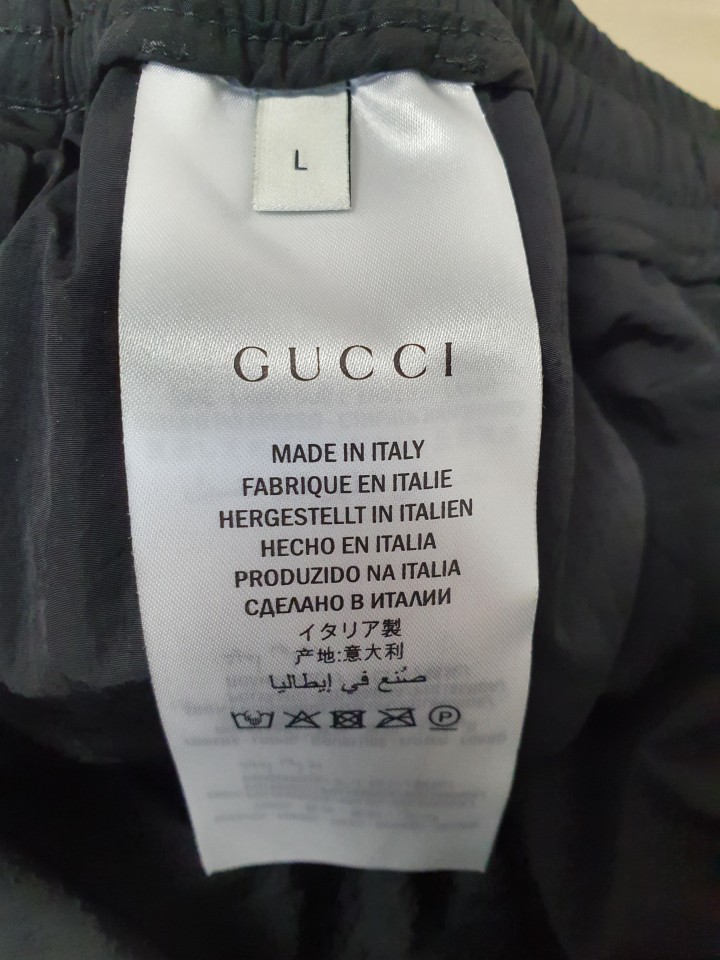 L
GUCCI
MADE IN ITALY
FABRIQUE EN ITALIE
HERGESTELLT IN ITALIEN
HECHO EN ITALIA
PRODUZIDO NA ITALIA
СДЕЛАНО В ИТАЛИИ
イタリア製
产地:意大利
صُنع في إيطاليا
P